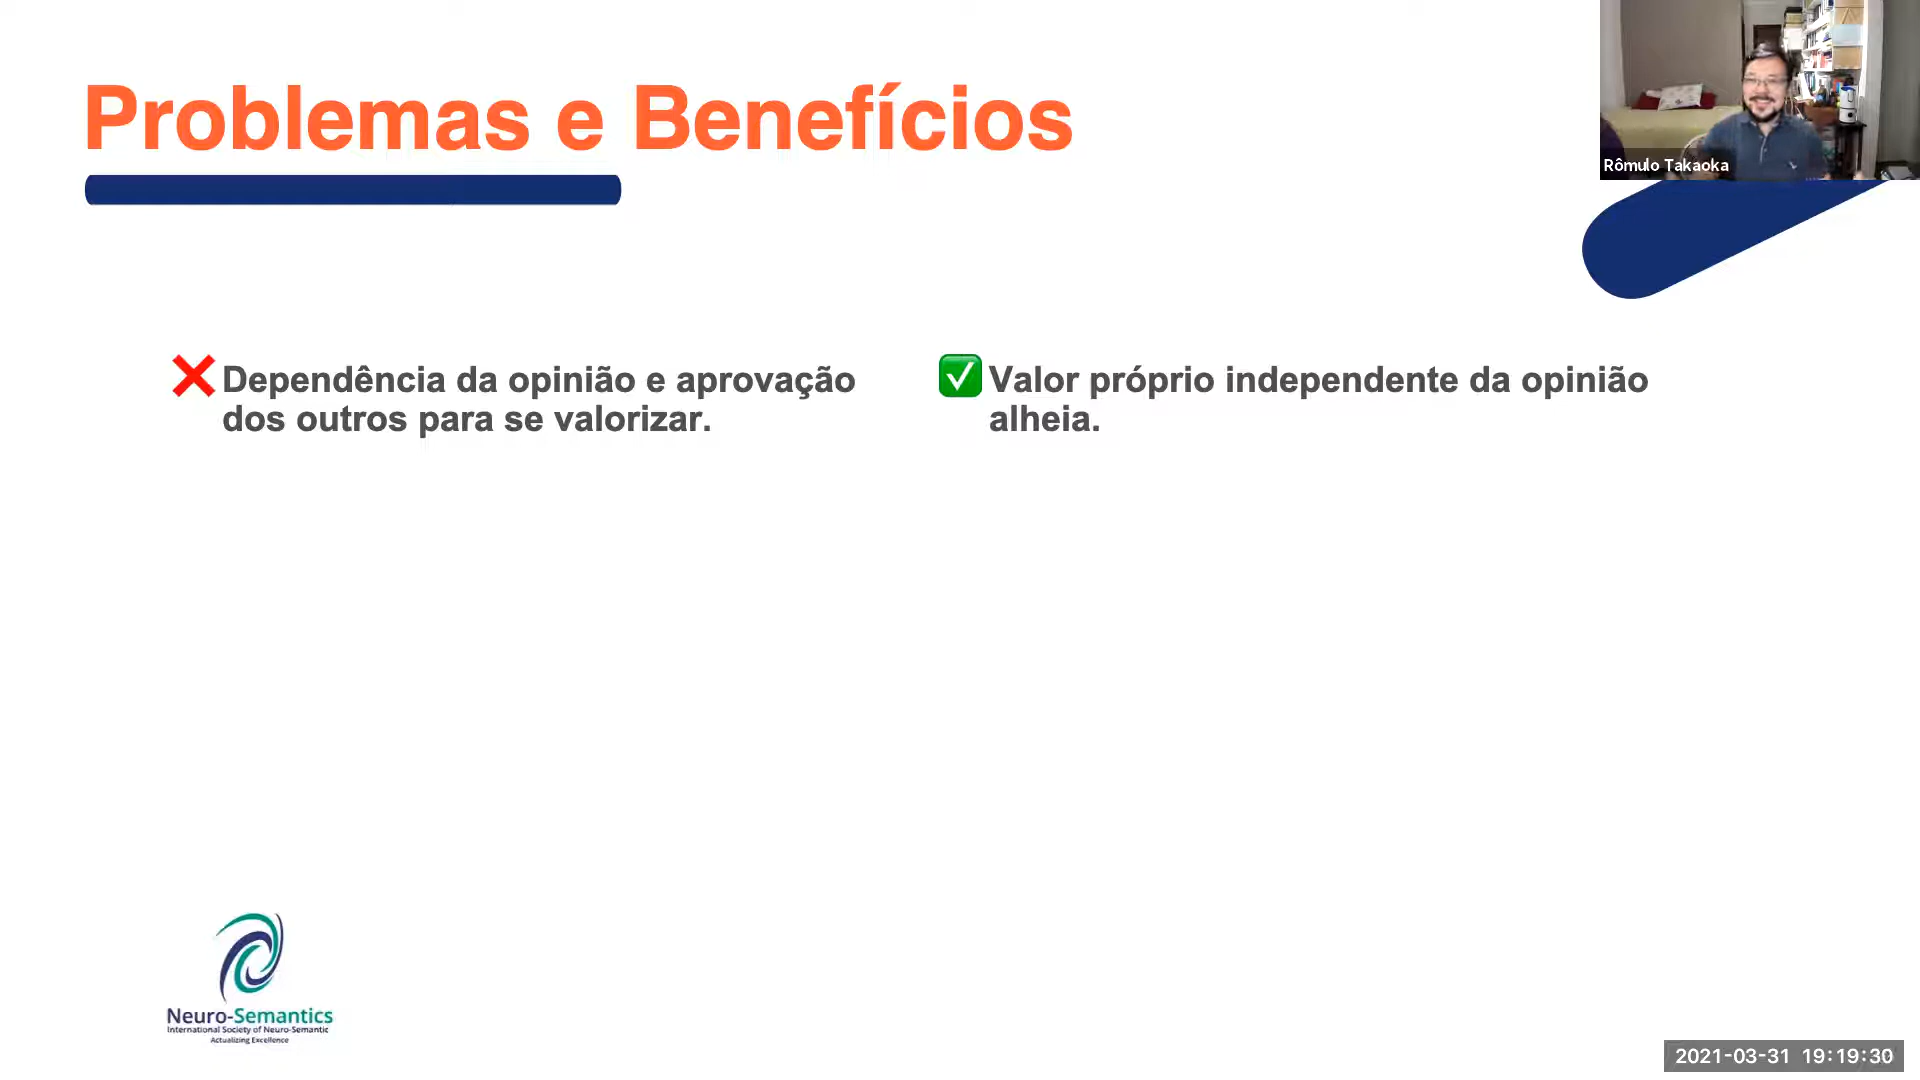 Problemas e Benefícios
Rômulo Takaoka
❌ Dependência da opinião e aprovação
dos outros para se valorizar.
✅ Valor próprio independente da opinião
alheia.
Neuro-Semantics
International Society of Neuro-Semantic
Actualizing Excellence
2021-03-31 19:19:30